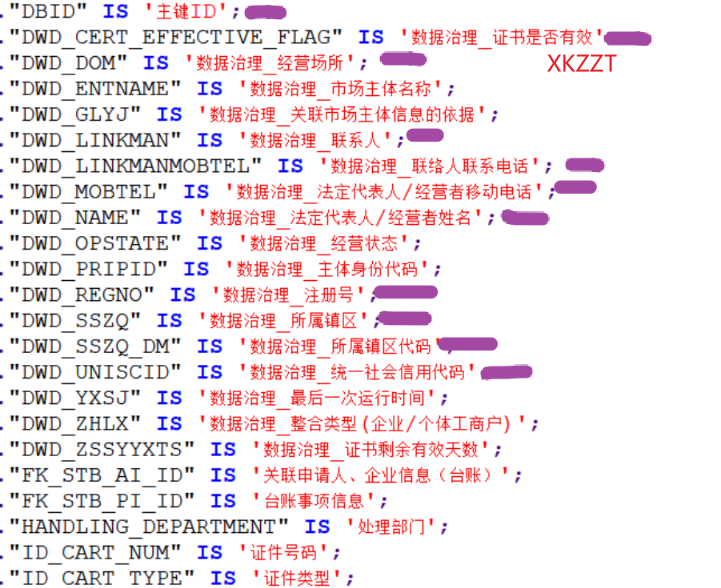 ."DBID" IS '主键ID';
."DWD_CERT_EFFECTIVE_FLAG" IS '数据治理_证书是否有效'
."DWD_DOM" IS '数据治理_经营场所';
XKZZT
."DWD_ENTNAME" IS '数据治理_市场主体名称';
."DWD_GLYJ" IS '数据治理_关联市场主体信息的依据';
."DWD_LINKMAN" IS '数据治理_联系人';
."DWD_LINKMANMOBTEL" IS '数据治理_联络人联系电话';
."DWD_MOBTEL" IS '数据治理_法定代表人/经营者移动电话';
."DWD_NAME" IS '数据治理_法定代表人/经营者姓名';
."DWD_OPSTATE" IS '数据治理_经营状态';
."DWD_PRIPID" IS '数据治理_主体身份代码';
."DWD_REGNO" IS '数据治理_注册号';
."DWD_SSZQ" IS '数据治理_所属镇区';
."DWD_SSZQ_DM" IS '数据治理_所属镇区代码';
."DWD_UNISCID" IS '数据治理_统一社会信用代码'
."DWD_YXSJ" IS '数据治理_最后一次运行时间';
."DWD_ZHLX" IS '数据治理_整合类型(企业/个体工商户)';
."DWD_ZSSYYXTS" IS '数据治理_证书剩余有效天数';
."FK_STB_AI_ID" IS '关联申请人、企业信息（台账）';
."FK_STB_PI_ID" IS '台账事项信息';
."HANDLING_DEPARTMENT" IS '处理部门';
."ID_CART_NUM" IS '证件号码';
."ID_CART_TYPE" IS '证件类型';